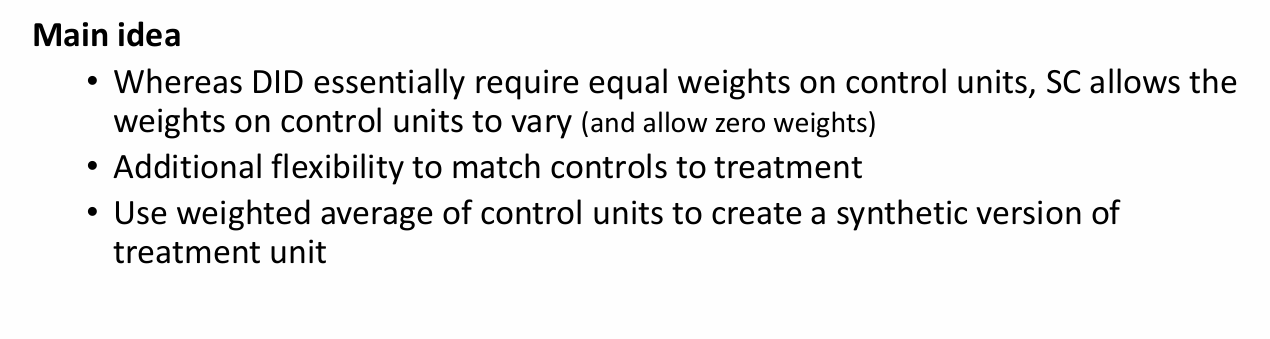 Main idea
• Whereas DID essentially require equal weights on control units, SC allows the
weights on control units to vary (and allow zero weights)
• Additional flexibility to match controls to treatment
• Use weighted average of control units to create a synthetic version of
treatment unit